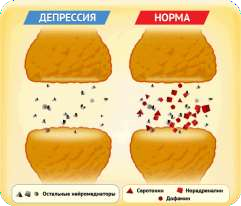 ДЕПРЕССИЯ
НОРМА
Остальные нейромедиаторы
Серотонин
Норадреналин
Дофамин